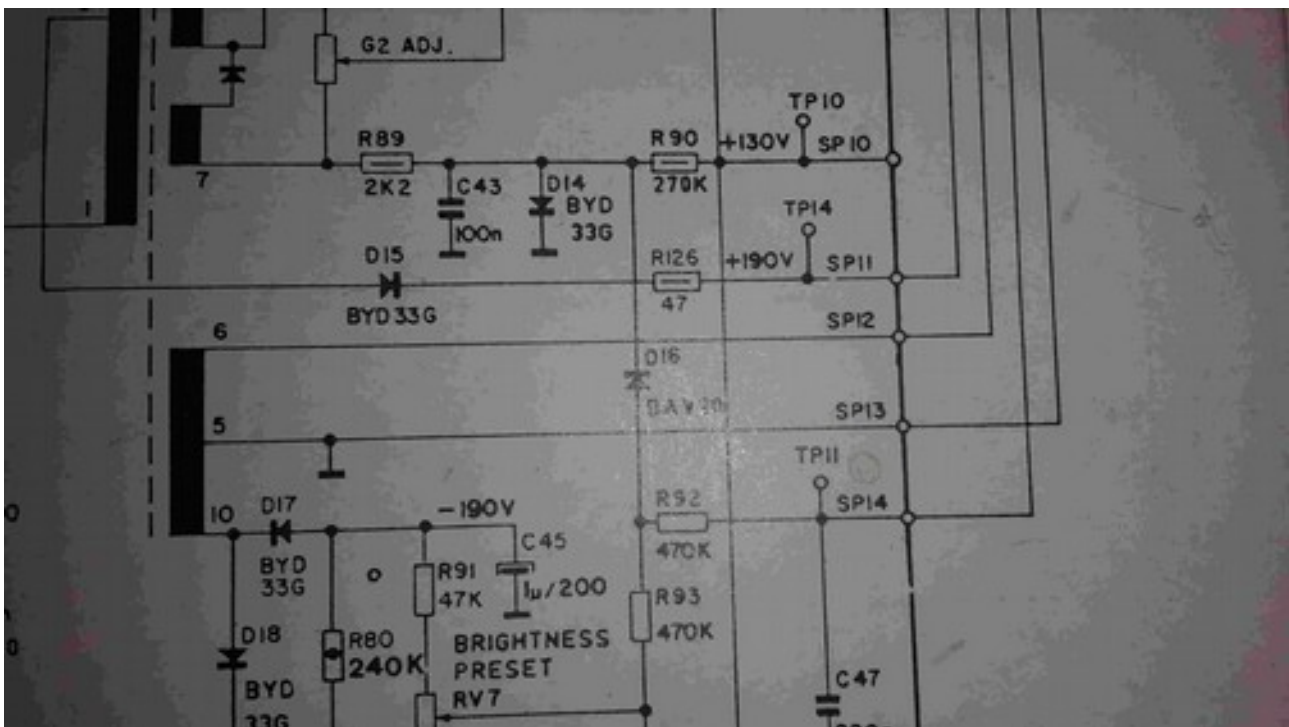 G2 ADJ.
TP10
R89
R90
+130V
SP10
7
2K2
C43
D14
270K
BYD
33G
100n
1
TP14
D15
R126
+190V
SP11
BYD33G
47
6
SP12
D16
5
SP13
TP11
10
D17
-190V
R92
SP14
C45
470K
BYD
33G
R91
47K
1µ/200
R93
470K
D18
R80
240K
BRIGHTNESS
PRESET
C47
BYD
33G
RV7